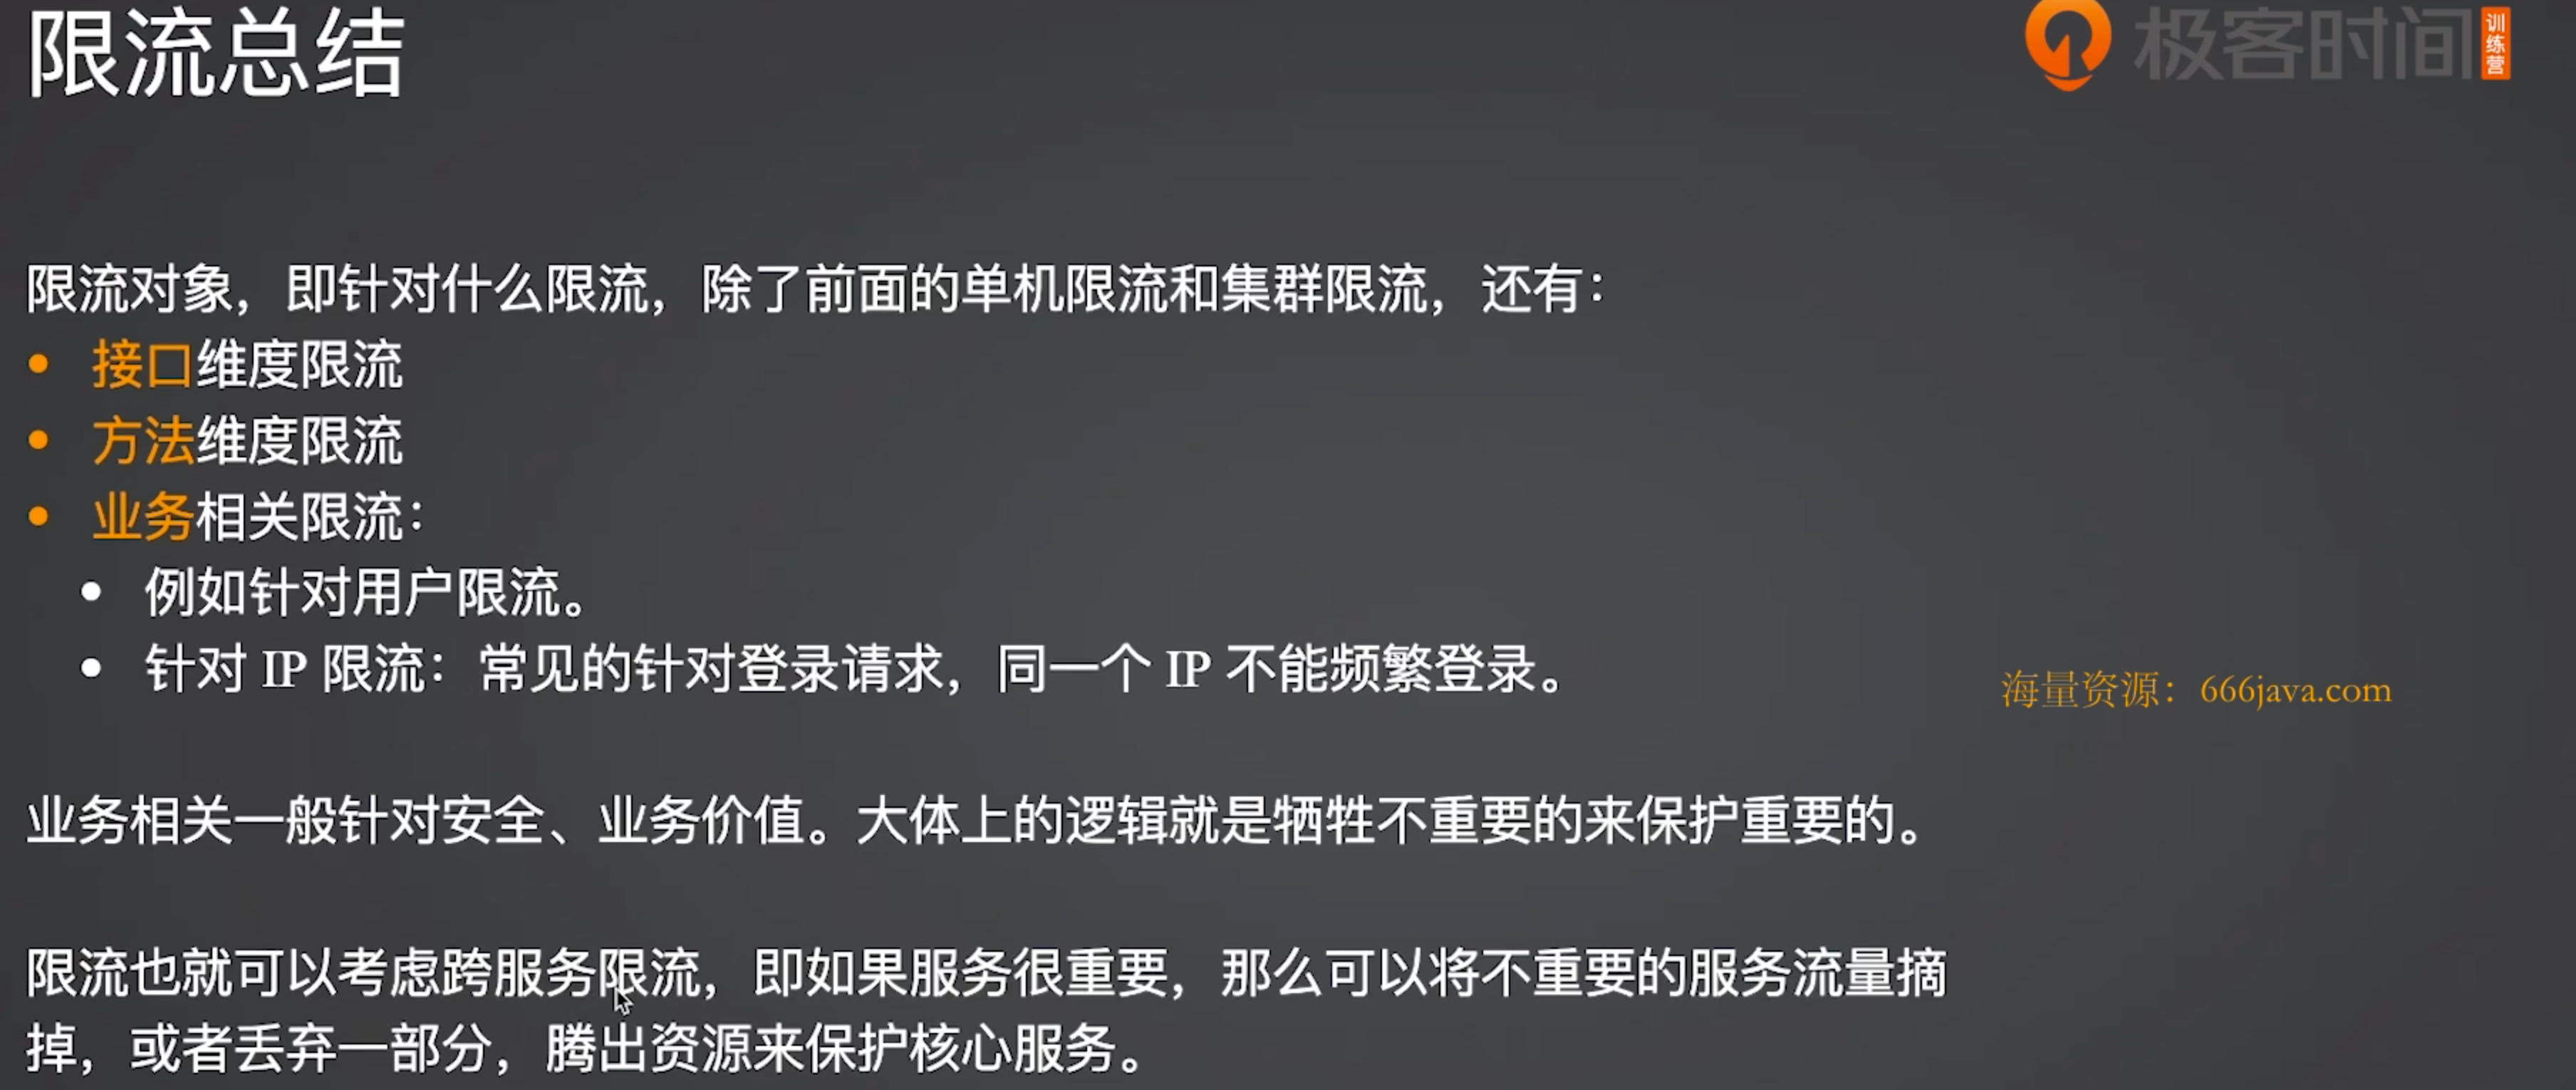 限流总结
极客时间
训练营
限流对象，即针对什么限流，除了前面的单机限流和集群限流，还有：
• 接口维度限流
• 方法维度限流
• 业务相关限流：
• 例如针对用户限流。
• 针对 IP 限流：常见的针对登录请求，同一个 IP 不能频繁登录。
海量资源：666java.com
业务相关一般针对安全、业务价值。大体上的逻辑就是牺牲不重要的来保护重要的。
限流也就可以考虑跨服务限流，即如果服务很重要，那么可以将不重要的服务流量摘
掉，或者丢弃一部分，腾出资源来保护核心服务。